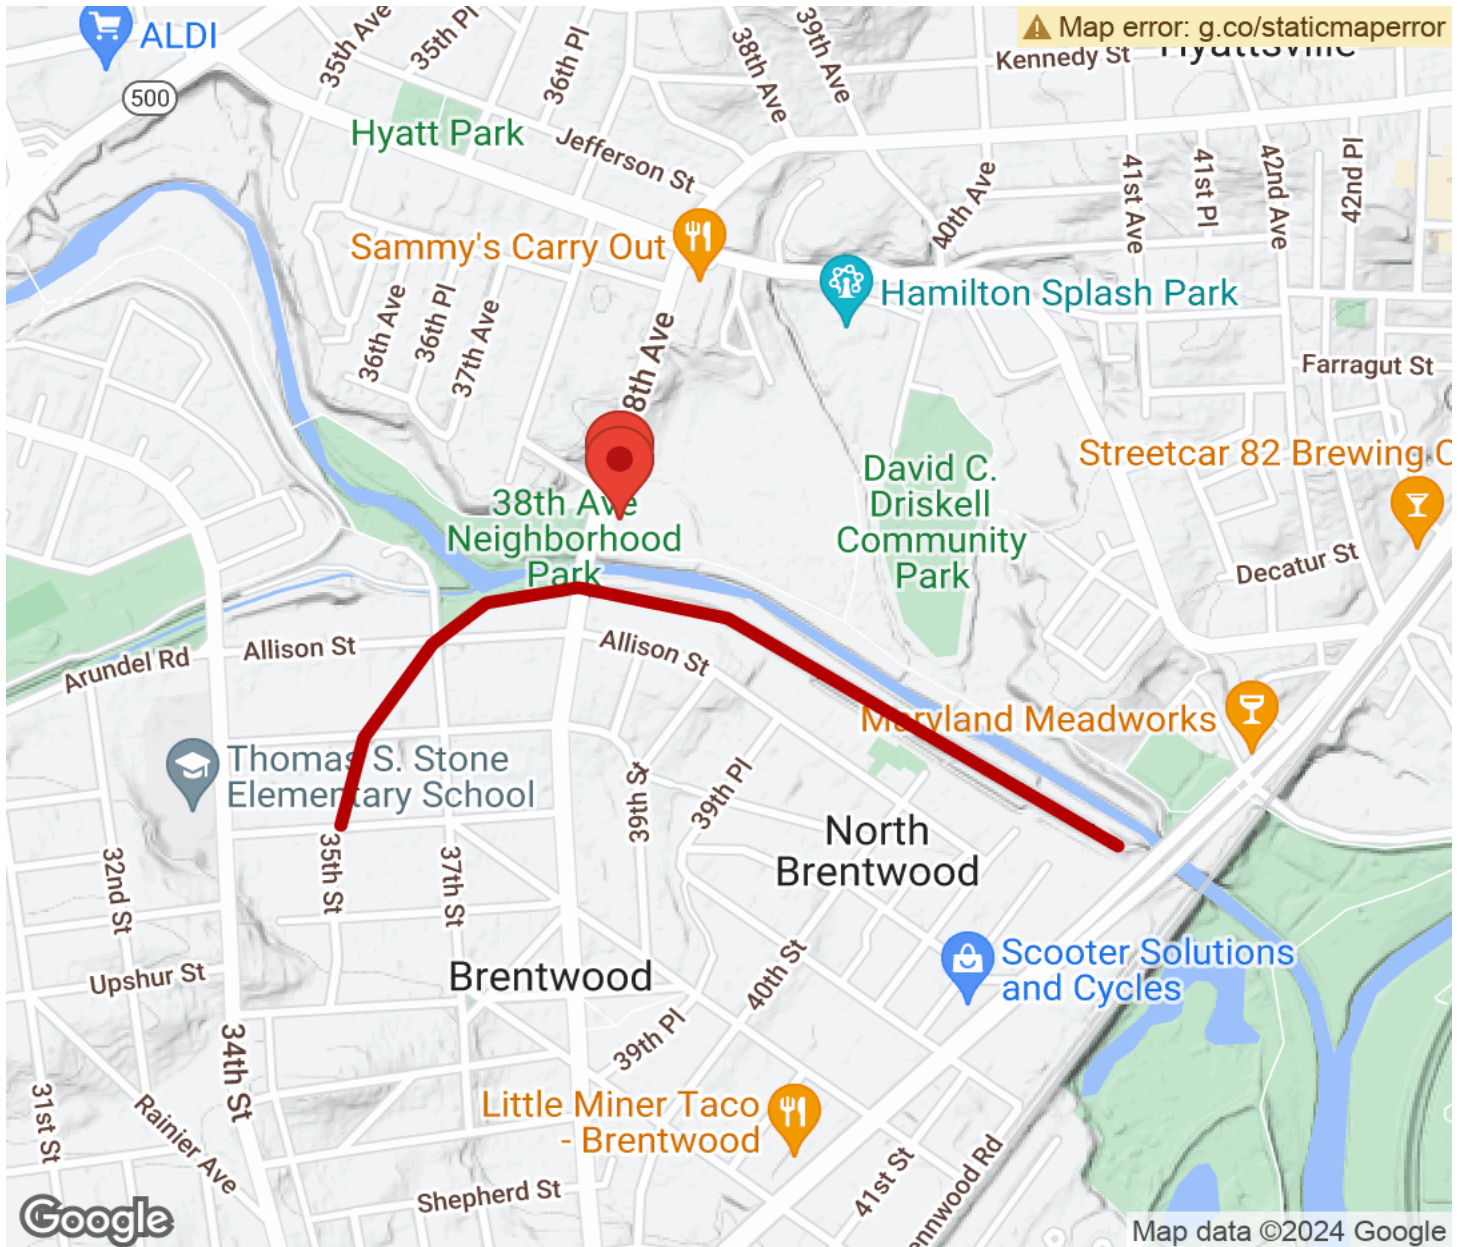 ALDI
35th Ave
35th Pl
36th Pl
38th Ave
39th Ave
Map error: g.co/staticmaperror
Kennedy St
Hyattsville
500
Hyatt Park
Jefferson St
40th Ave
41st Ave
41st Pl
42nd Ave
42nd Pl
Sammy's Carry Out
Hamilton Splash Park
36th Ave
36th Pl
37th Ave
8th Ave
Farragut St
Streetcar 82 Brewing C
38th Ave
Neighborhood
Park
David C.
Driskell
Community
Park
Decatur St
Arundel Rd
Allison St
Allison St
Maryland Meadworks
Thomas S. Stone
Elementary School
39th St
39th Pl
North
Brentwood
32nd St
35th St
37th St
Upshur St
Brentwood
40th St
Scooter Solutions
and Cycles
39th Pl
34th St
31st St
Rainier Ave
Little Miner Taco
- Brentwood
Shepherd St
41st St
ennwood Rd
Google
Map data ©2024 Google